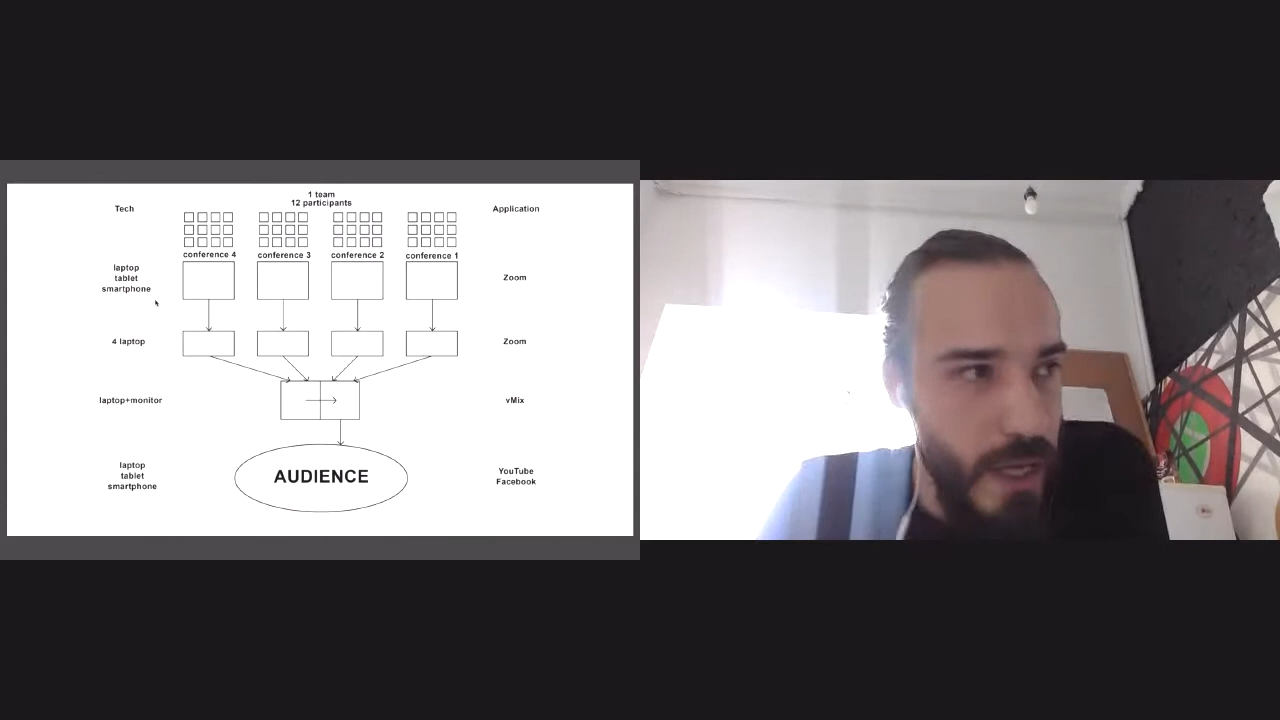 1 team
12 participants
Tech
Application
conference 4
conference 3
conference 2
conference 1
laptop
tablet
smartphone
Zoom
4 laptop
Zoom
laptop+monitor
vMix
laptop
tablet
smartphone
AUDIENCE
YouTube
Facebook